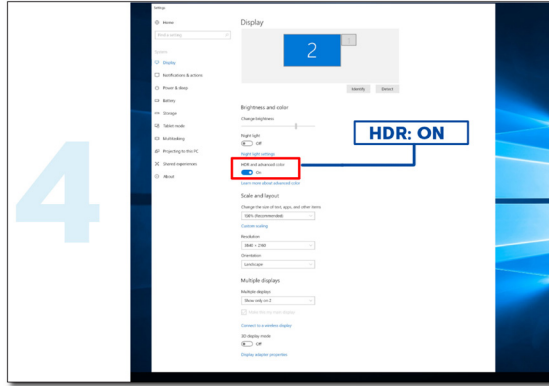 4
Settings
Home
Find a setting
System
Display
Notifications & actions
Power & sleep
Battery
Storage
Tablet mode
Multitasking
Projecting to this PC
Shared experiences
About
Display
2
1
Identify
Detect
Brightness and color
Change brightness
Night light
Off
Night light settings
HDR and advanced color
On
Learn more about advanced color
HDR: ON
Scale and layout
Change the size of text, apps, and other items
100% (Recommended)
Custom scaling
Resolution
3840 × 2160
Orientation
Landscape
Multiple displays
Multiple displays
Show only on 2
Connect to a wireless display
3D display mode
Off
Display adapter properties